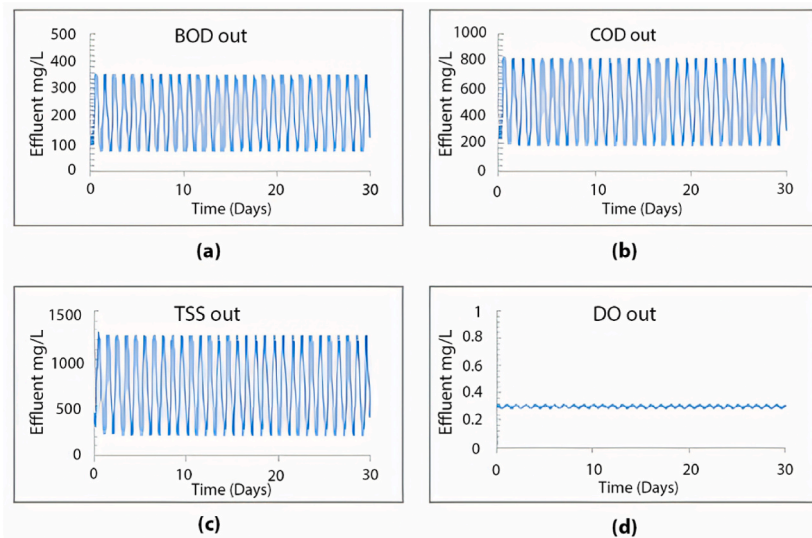 BOD out
500
400
300
200
100
0
Effluent mg/L
0
10
20
30
Time (Days)
(a)
COD out
1000
800
600
400
200
0
Effluent mg/L
0
10
20
30
Time (Days)
(b)
TSS out
1500
1000
500
0
Effluent mg/L
0
10
20
30
Time (Days)
(c)
DO out
1
0.8
0.6
0.4
0.2
0
Effluent mg/L
0
10
20
30
Time (Days)
(d)